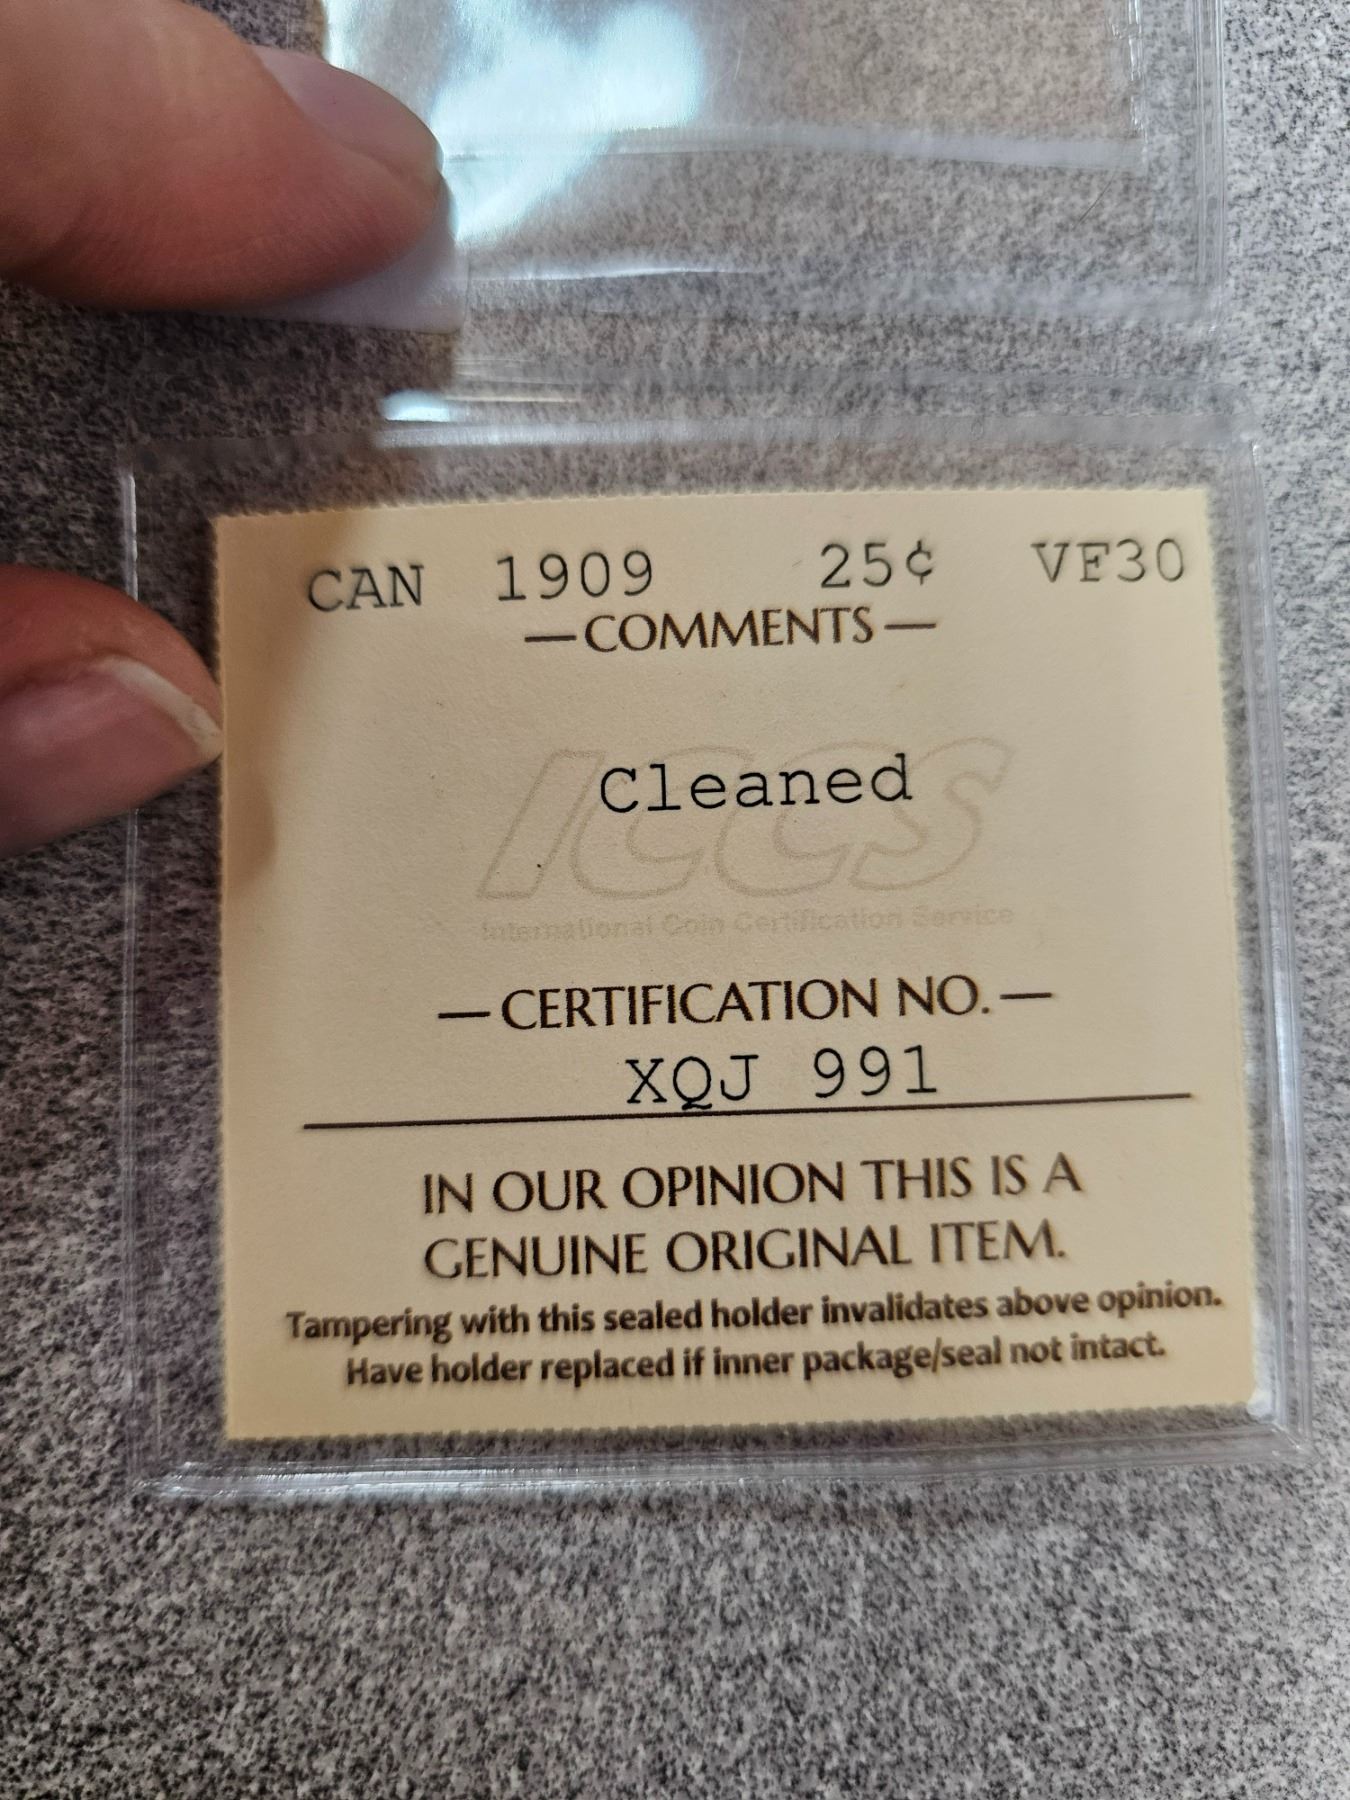 CAN 1909 25¢ VF30
—COMMENTS—
Cleaned
ICCS
International Coin Certification Service
—CERTIFICATION NO.—
XQJ 991
IN OUR OPINION THIS IS A
GENUINE ORIGINAL ITEM.
Tampering with this sealed holder invalidates above opinion.
Have holder replaced if inner package/seal not intact.